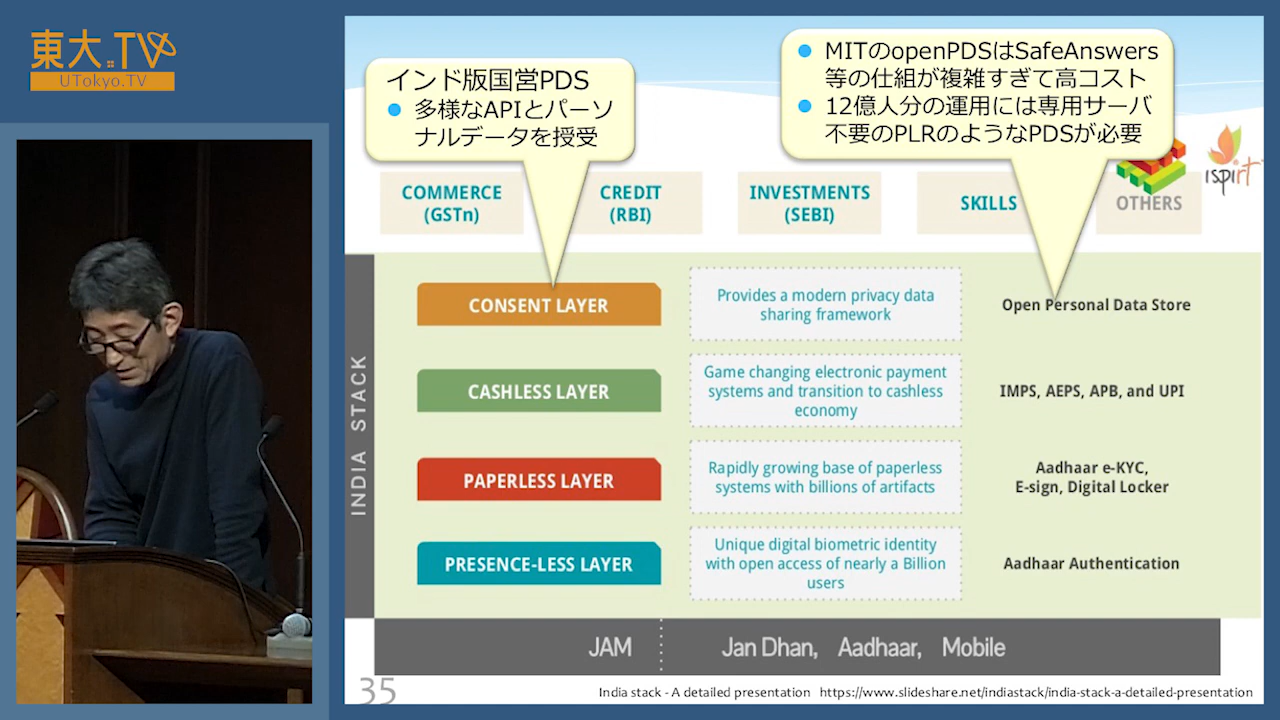 東大.TV
UTokyo.TV
インド版国営PDS
多様なAPIとパーソ
ナルデータを授受
MITのopenPDSはSafeAnswers
等の仕組が複雑すぎて高コスト
12億人分の運用には専用サーバ
不要のPLRのようなPDSが必要
ispirt
COMMERCE
(GSTn)
CREDIT
(RBI)
INVESTMENTS
(SEBI)
SKILLS
OTHERS
INDIA STACK
CONSENT LAYER
Provides a modern privacy data
sharing framework
Open Personal Data Store
CASHLESS LAYER
Game changing electronic payment
systems and transition to cashless
economy
IMPS, AEPS, APB, and UPI
PAPERLESS LAYER
Rapidly growing base of paperless
systems with billions of artifacts
Aadhaar e-KYC,
E-sign, Digital Locker
PRESENCE-LESS LAYER
Unique digital biometric identity
with open access of nearly a Billion
users
Aadhaar Authentication
JAM
Jan Dhan, Aadhaar, Mobile
35
India stack - A detailed presentation https://www.slideshare.net/indiastack/india-stack-a-detailed-presentation